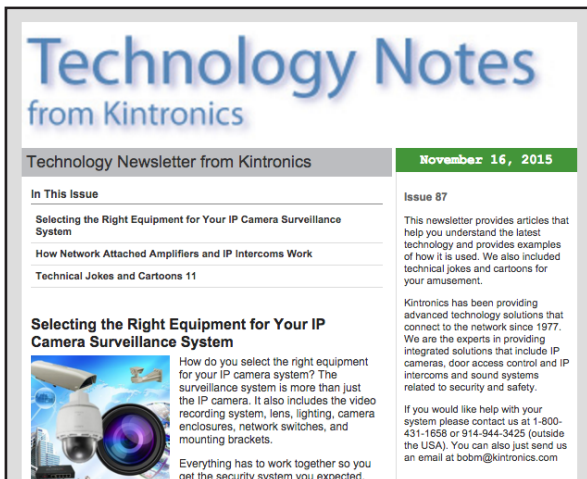 Technology Notes
from Kintronics
Technology Newsletter from Kintronics
In This Issue
Selecting the Right Equipment for Your IP Camera Surveillance
System
How Network Attached Amplifiers and IP Intercoms Work
Technical Jokes and Cartoons 11
Selecting the Right Equipment for Your IP
Camera Surveillance System
How do you select the right equipment
for your IP camera system? The
surveillance system is more than just
the IP camera. It also includes the video
recording system, lens, lighting, camera
enclosures, network switches, and
mounting brackets.
Everything has to work together so you
get the security system you expected.
November 16, 2015
Issue 87
This newsletter provides articles that
help you understand the latest
technology and provides examples
of how it is used. We also included
technical jokes and cartoons for
your amusement.
Kintronics has been providing
advanced technology solutions that
connect to the network since 1977.
We are the experts in providing
integrated solutions that include IP
cameras, door access control and IP
intercoms and sound systems
related to security and safety.
If you would like help with your
system please contact us at 1-800-
431-1658 or 914-944-3425 (outside
the USA). You can also just send us
an email at bobm@kintronics.com